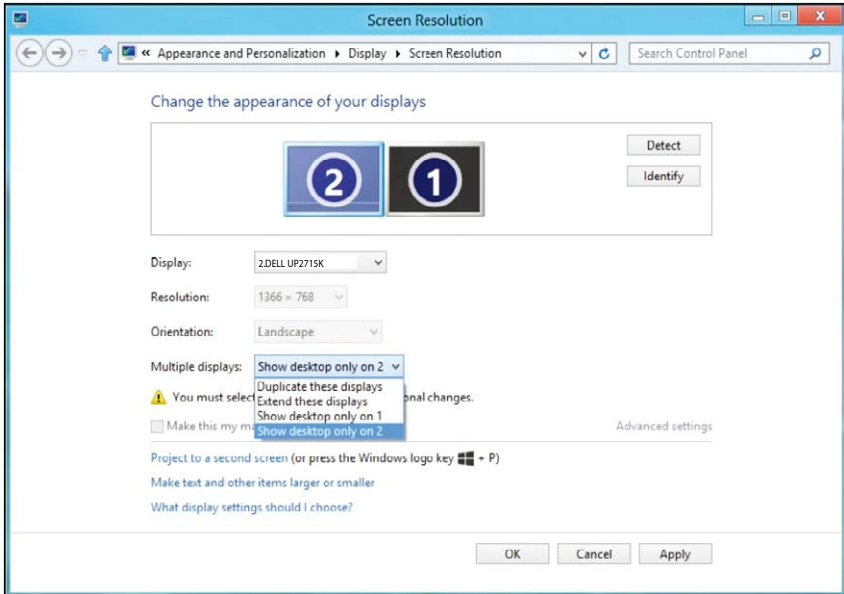 Screen Resolution
« Appearance and Personalization Display Screen Resolution Search Control Panel
Change the appearance of your displays
2 1
Detect
Identify
Display: 2.DELL UP2715K
Resolution: 1366 × 768
Orientation: Landscape
Multiple displays: Show desktop only on 2
Duplicate these displays
You must selec onal changes.
Extend these displays
Show desktop only on 1
Make this my m Advanced settings
Show desktop only on 2
Project to a second screen (or press the Windows logo key + P)
Make text and other items larger or smaller
What display settings should I choose?
OK Cancel Apply